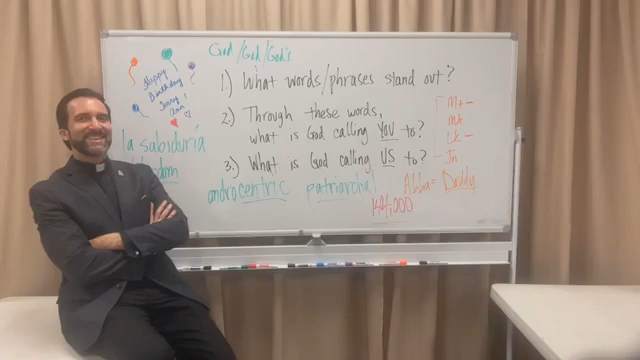 God / God / God's
Happy
Birthday
1.) What words/phrases stand out?
2.) Through these words,
what is God calling YOU to?
3.) What is God calling US to?
Mt -
Mk
Lk -
Jn
la sabiduría
androcentric patriarchal
Abba = Daddy
144,000